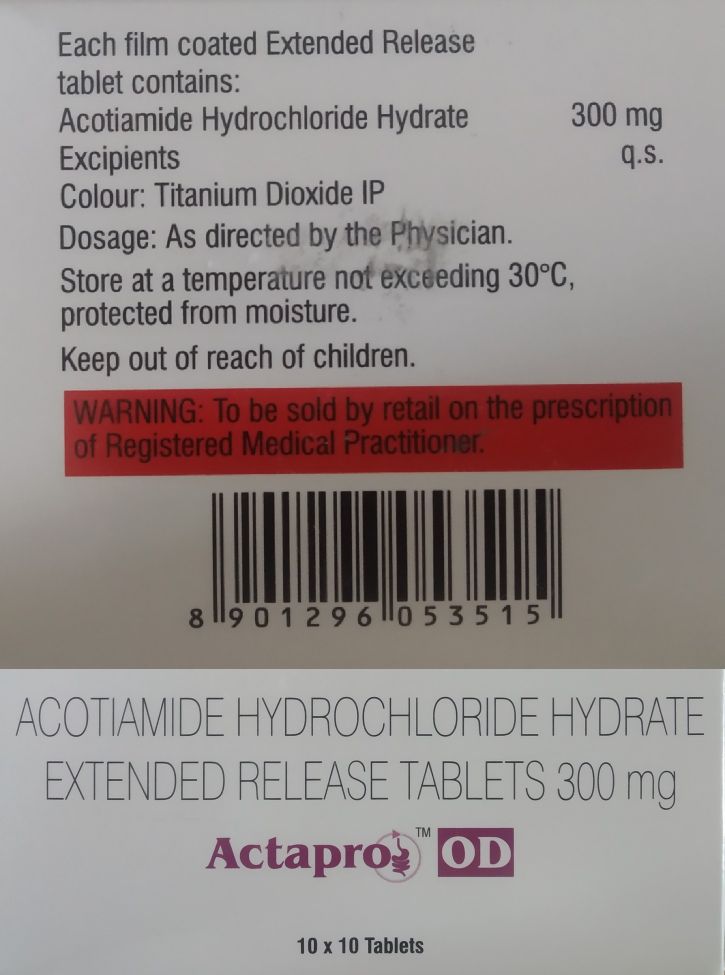 Each film coated Extended Release
tablet contains:
Acotiamide Hydrochloride Hydrate 300 mg
Excipients q.s.
Colour: Titanium Dioxide IP
Dosage: As directed by the Physician.
Store at a temperature not exceeding 30°C,
protected from moisture.
Keep out of reach of children.
WARNING: To be sold by retail on the prescription
of Registered Medical Practitioner.
8 901296 053515
ACOTIAMIDE HYDROCHLORIDE HYDRATE
EXTENDED RELEASE TABLETS 300 mg
Actapro™ OD
10 x 10 Tablets